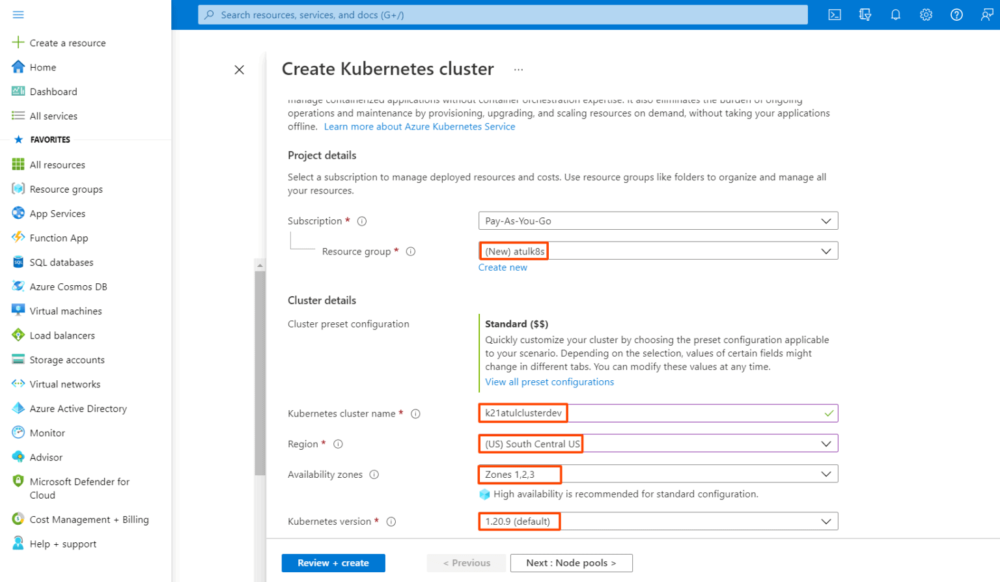 Search resources, services, and docs (G+/)
Create a resource
Home
Dashboard
All services
FAVORITES
All resources
Resource groups
App Services
Function App
SQL databases
Azure Cosmos DB
Virtual machines
Load balancers
Storage accounts
Virtual networks
Azure Active Directory
Monitor
Advisor
Microsoft Defender for
Cloud
Cost Management + Billing
Help + support
Create Kubernetes cluster ...
manage containerized applications without container orchestration expertise. It also eliminates the burden of ongoing
operations and maintenance by provisioning, upgrading, and scaling resources on demand, without taking your applications
offline. Learn more about Azure Kubernetes Service
Project details
Select a subscription to manage deployed resources and costs. Use resource groups like folders to organize and manage all
your resources.
Subscription * Pay-As-You-Go
Resource group * (New) atulk8s
Create new
Cluster details
Cluster preset configuration
Standard ($$)
Quickly customize your cluster by choosing the preset configuration applicable
to your scenario. Depending on the selection, values of certain fields might
change in different tabs. You can modify these values at any time.
View all preset configurations
Kubernetes cluster name * k21atulclusterdev
Region * (US) South Central US
Availability zones Zones 1,2,3
High availability is recommended for standard configuration.
Kubernetes version * 1.20.9 (default)
Review + create
< Previous
Next : Node pools >